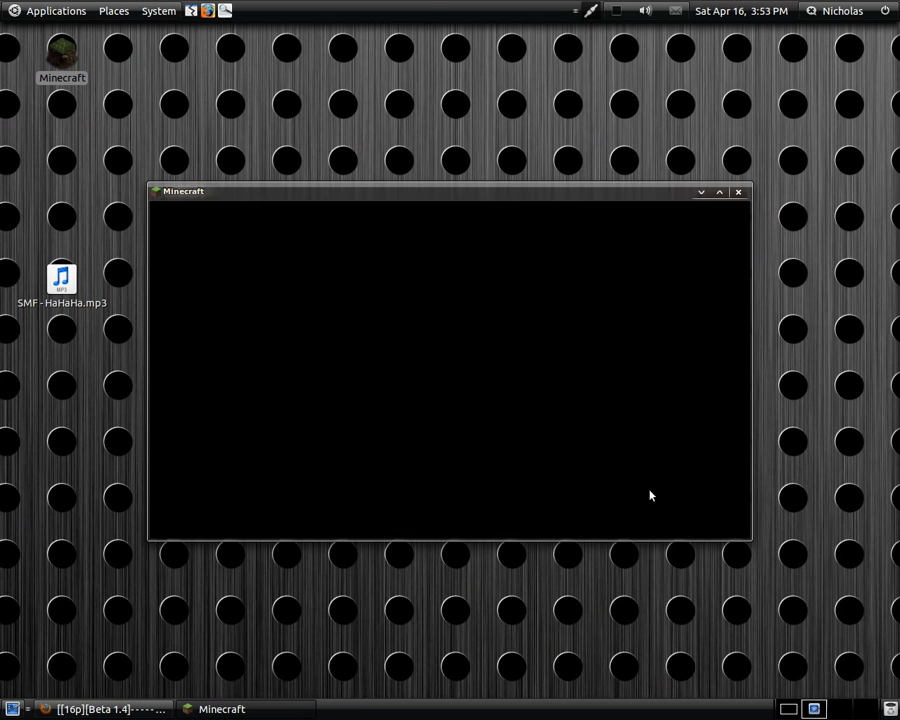 Applications Places System Sat Apr 16, 3:53 PM Nicholas
Minecraft
Minecraft
MP3
SMF - HaHaHa.mp3
[[16p][Beta 1.4]-----... Minecraft